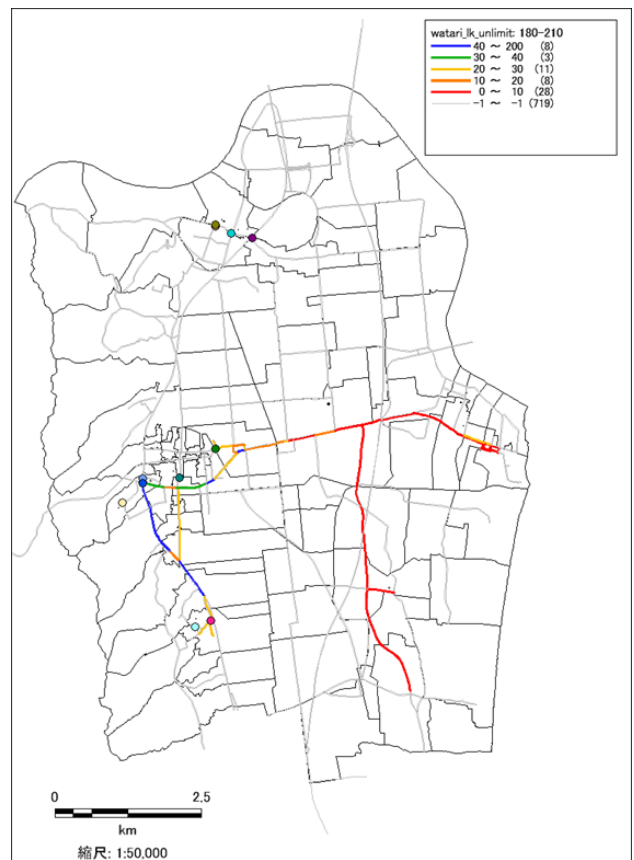 watari_lk_unlimit: 180-210
40 ～ 200 (8)
30 ～ 40 (3)
20 ～ 30 (11)
10 ～ 20 (8)
0 ～ 10 (28)
-1 ～ -1 (719)
0 2.5
km
縮尺: 1:50,000